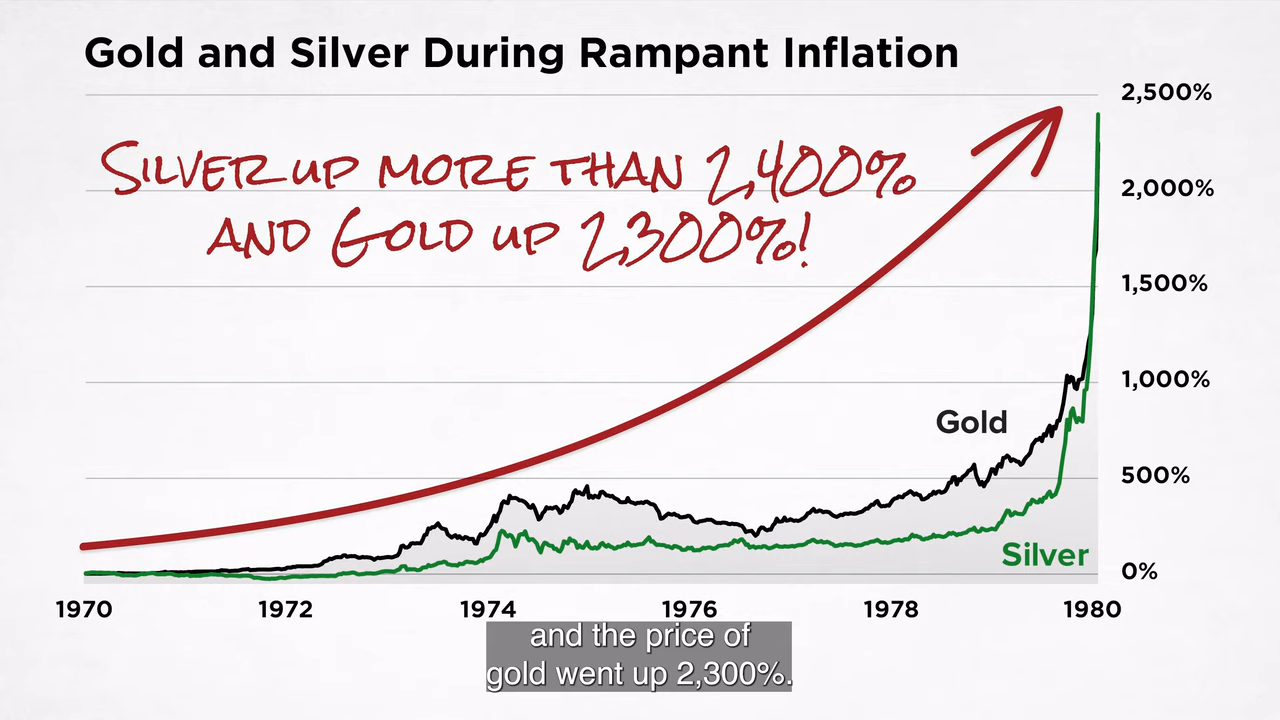 Gold and Silver During Rampant Inflation
2,500%
SILVER UP MORE THAN 2,400%
2,000%
AND GOLD UP 2,300%!
1,500%
1,000%
Gold
500%
Silver
0%
1970 1972 1974 1976 1978 1980
and the price of
gold went up 2,300%.